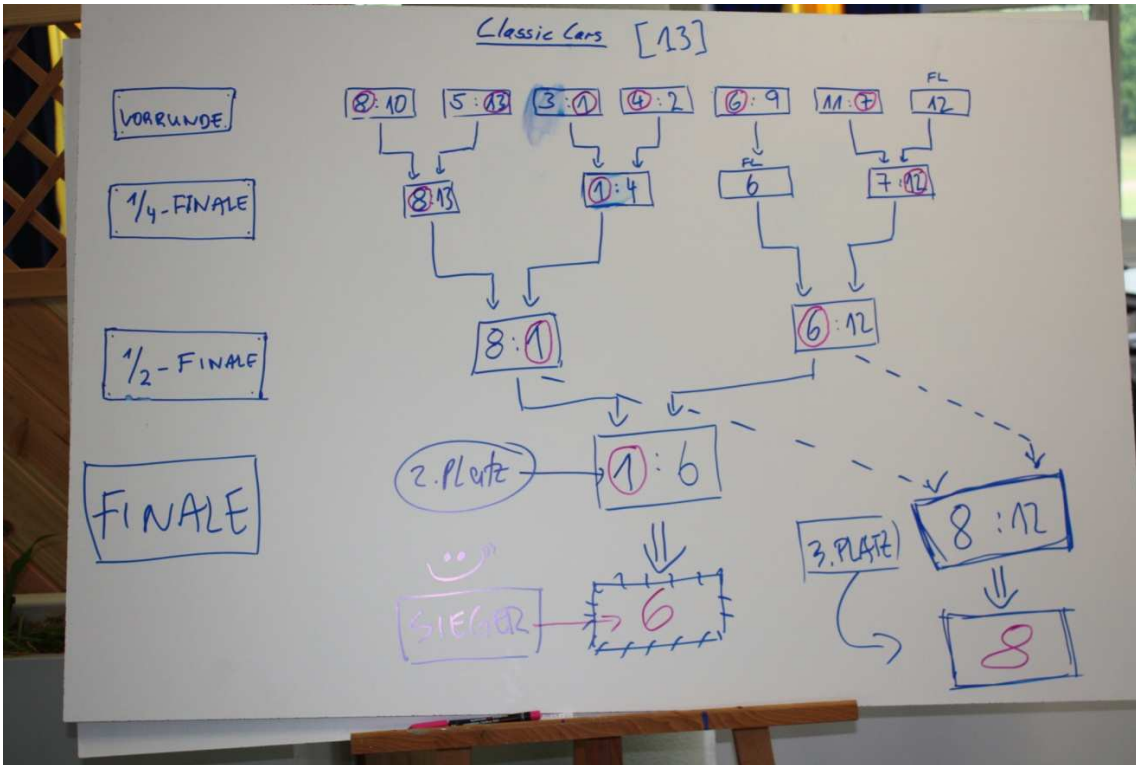 Classic Cars [13]
VORRUNDE
8:10 5:13 3:1 4:2 6:9 11:7 FL 12
1/4-FINALE
8:13 1:4 FL 6 7:12
1/2-FINALE
8:1 6:12
FINALE
2.Platz 1:6
3.PLATZ 8:12
SIEGER 6
8